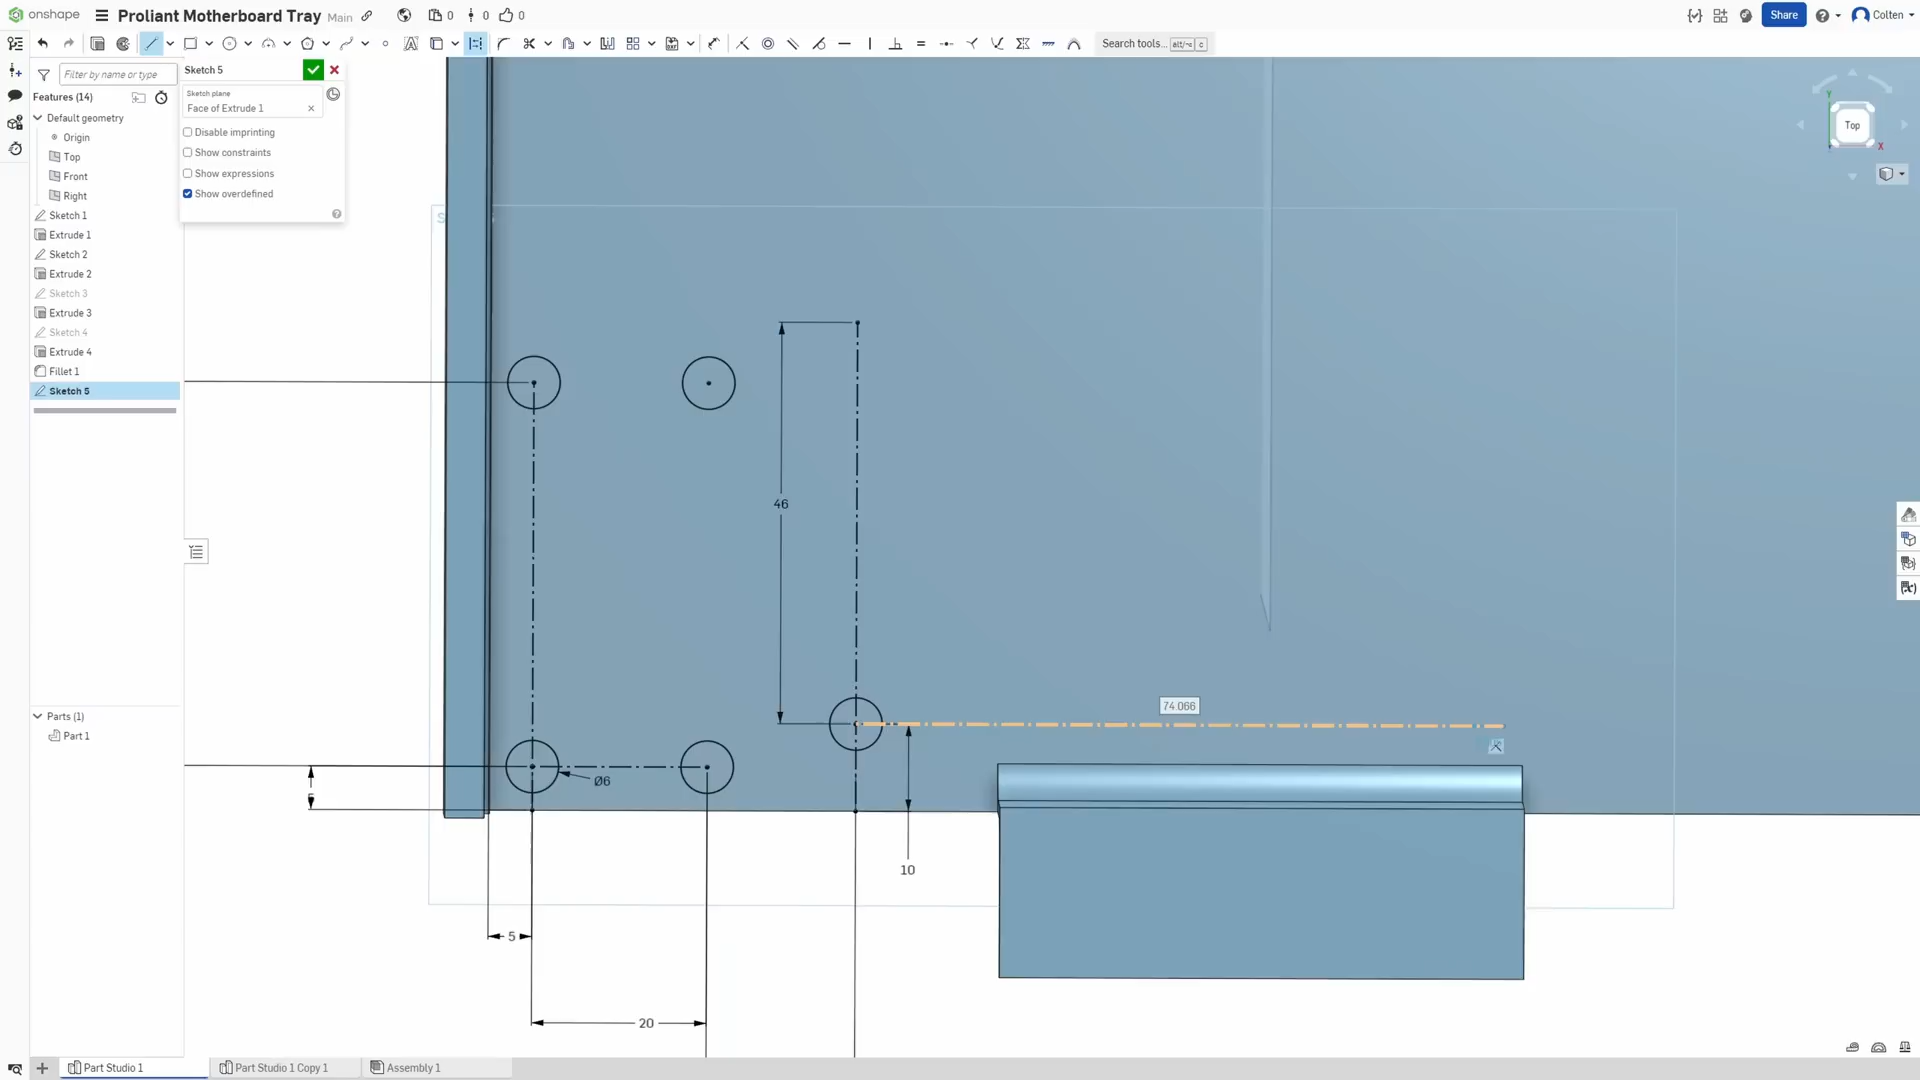 onshape
Proliant Motherboard Tray Main
0
0
0
Share
Colten
Search tools... alt/⌥ c
Filter by name or type
Features (14)
Default geometry
Origin
Top
Front
Right
Sketch 1
Extrude 1
Sketch 2
Extrude 2
Sketch 3
Extrude 3
Sketch 4
Extrude 4
Fillet 1
Sketch 5
Parts (1)
Part 1
Sketch 5
Sketch plane
Face of Extrude 1
Disable imprinting
Show constraints
Show expressions
Show overdefined
Y
Top
X
46
74.066
Ø6
5
10
5
20
Part Studio 1
Part Studio 1 Copy 1
Assembly 1